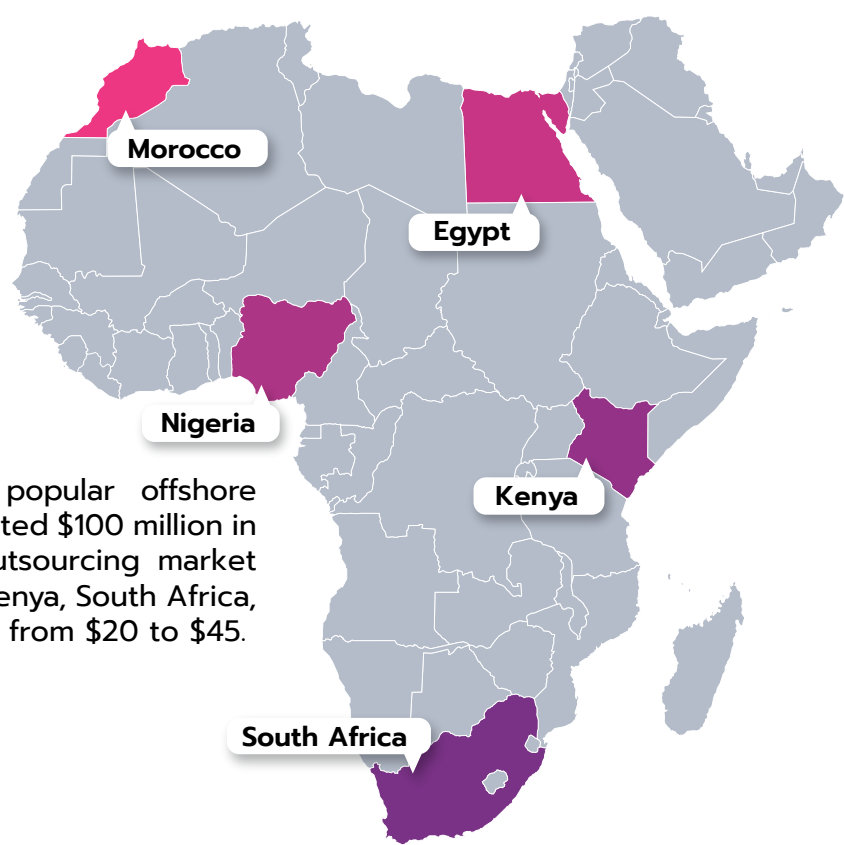 Morocco
Egypt
Nigeria
Kenya
popular offshore
ted $100 million in
utsourcing market
enya, South Africa,
from $20 to $45.
South Africa